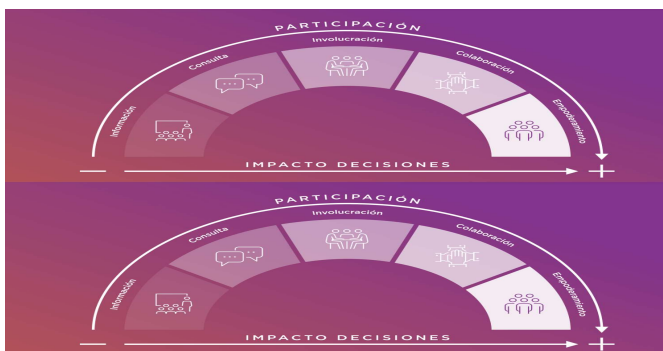 PARTICIPACIÓN
Información
Consulta
Involucración
Colaboración
Empoderamiento
— IMPACTO DECISIONES +
PARTICIPACIÓN
Información
Consulta
Involucración
Colaboración
Empoderamiento
— IMPACTO DECISIONES +